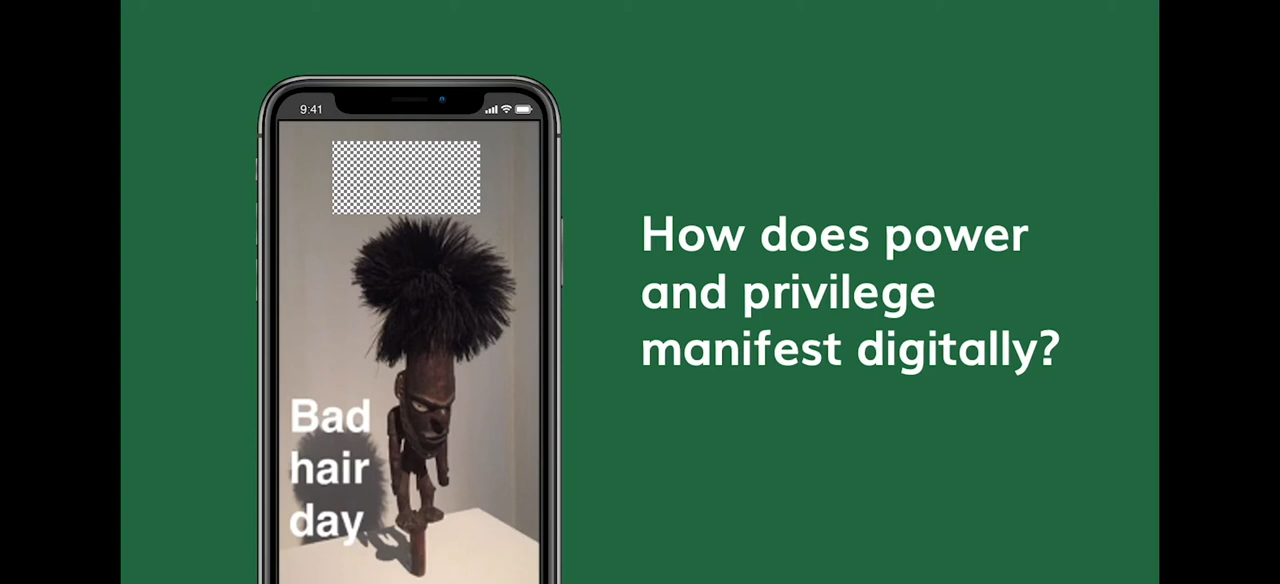 9:41
Bad
hair
day
How does power
and privilege
manifest digitally?